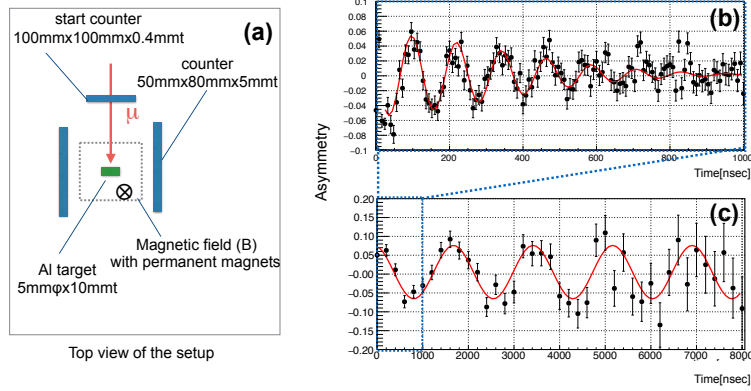 start counter
100mmx100mmx0.4mmt
(a)
counter
50mmx80mmx5mmt
μ
Al target
5mmφx10mmt
Magnetic field (B)
with permanent magnets
Top view of the setup
Asymmetry
(b)
0.1
0.08
0.06
0.04
0.02
0
−0.02
−0.04
−0.06
−0.08
−0.1
0 200 400 600 800 1000
Time[nsec]
(c)
0.20
0.15
0.10
0.05
-0.00
−0.05
−0.10
−0.15
−0.20
0 1000 2000 3000 4000 5000 6000 7000 8000
Time[nsec]